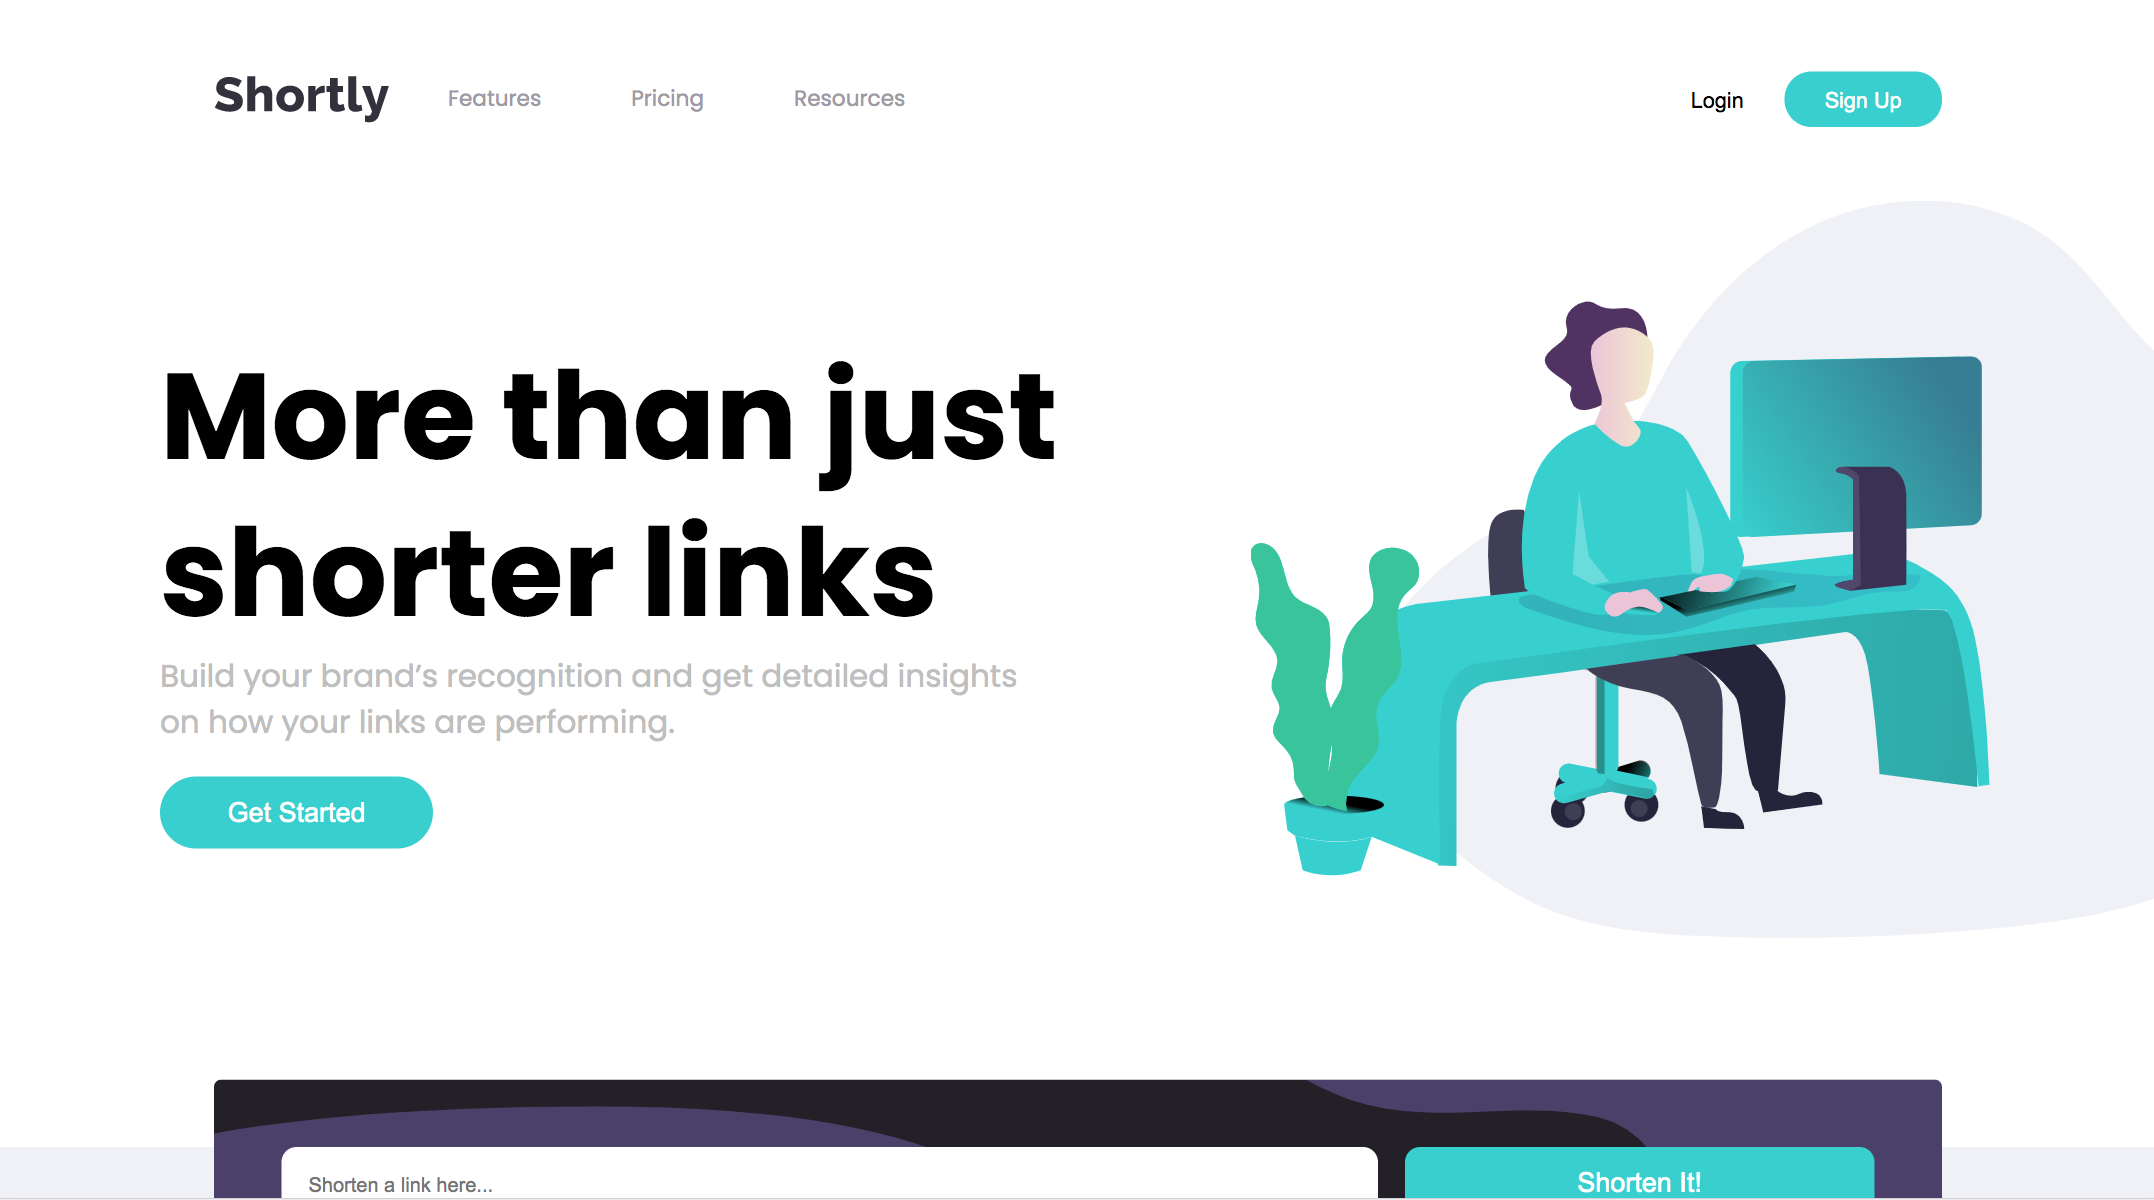 Shortly
Features
Pricing
Resources
Login
Sign Up
More than just
shorter links
Build your brand’s recognition and get detailed insights
on how your links are performing.
Get Started
Shorten a link here...
Shorten It!